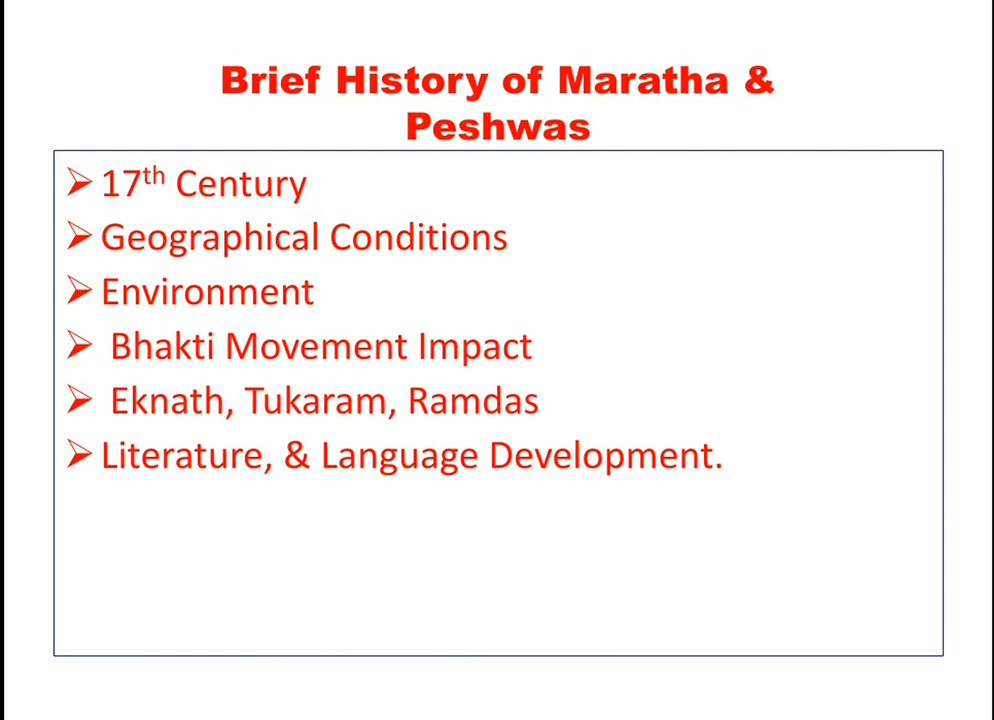 Brief History of Maratha &
Peshwas
➢17th Century
➢Geographical Conditions
➢Environment
➢ Bhakti Movement Impact
➢ Eknath, Tukaram, Ramdas
➢Literature, & Language Development.